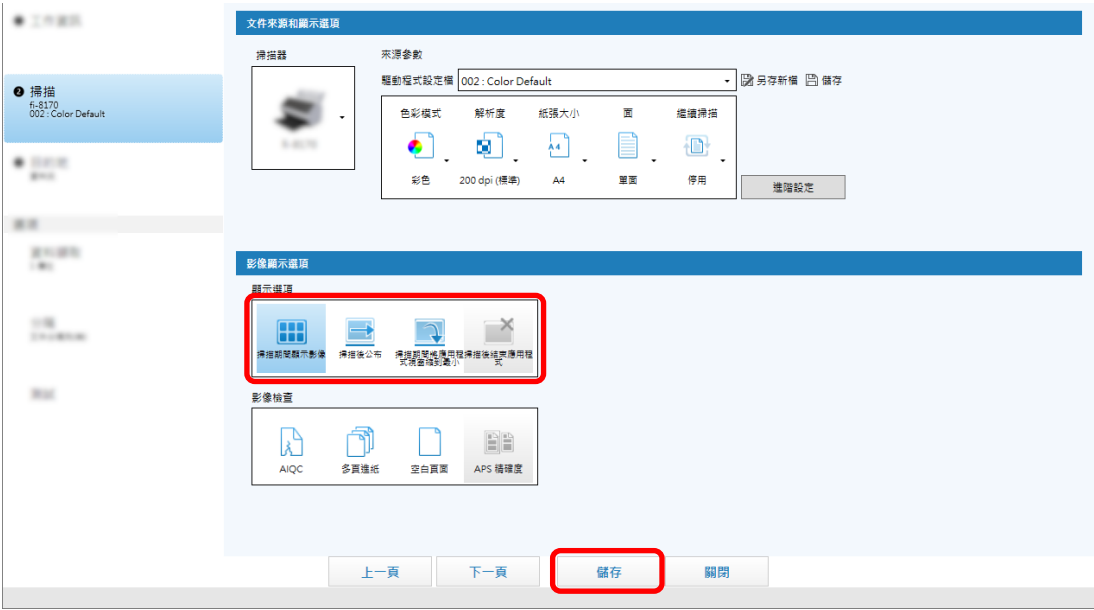 文件來源和顯示選項
掃描器
來源參數
驅動程式設定檔 002 : Color Default 另存新檔 儲存
❷ 掃描
fi-8170
002 : Color Default
色彩模式 解析度 紙張大小 面 繼續掃描
A4
彩色 200 dpi (標準) A4 單面 停用
進階設定
影像顯示選項
顯示選項
掃描期間顯示影像 掃描後公布 掃描期間將應用程式視窗縮到最小 掃描後結束應用程式
影像檢查
AIQC 多頁進紙 空白頁面 APS 精確度
上一頁 下一頁 儲存 關閉